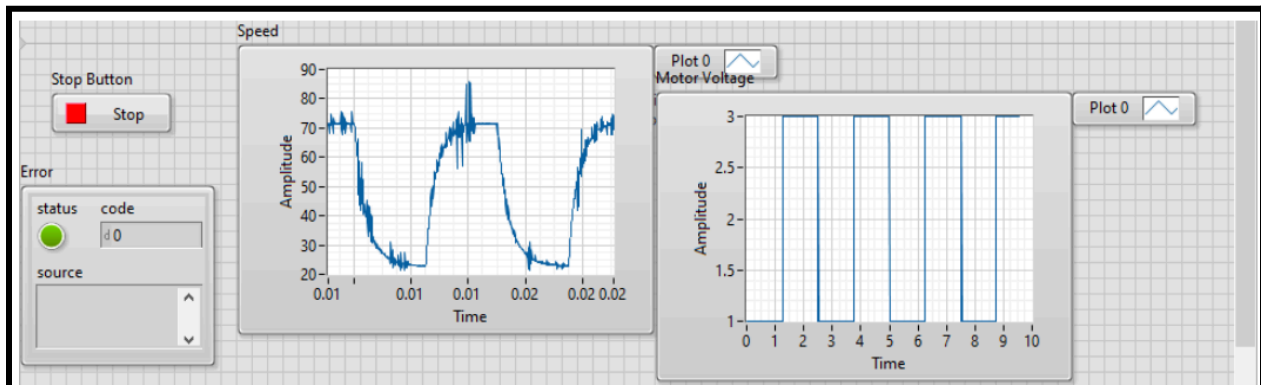 Stop Button
Stop
Error
status code
d 0
source
Speed
Plot 0
90
80
70
60
50
40
30
20
Amplitude
0.01 0.01 0.01 0.02 0.02 0.02
Time
Motor Voltage
Plot 0
3
2.5
2
1.5
1
Amplitude
0 1 2 3 4 5 6 7 8 9 10
Time